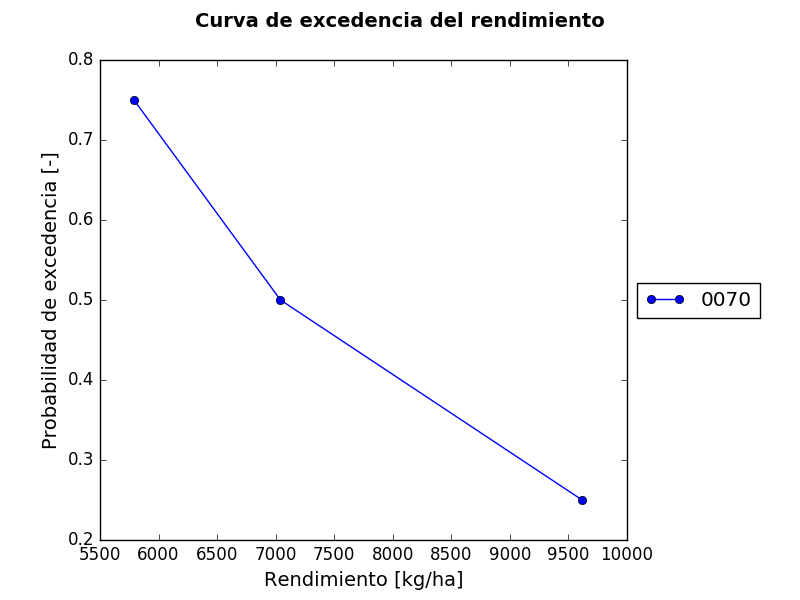 Curva de excedencia del rendimiento
0.8
0.7
0.6
0.5
0.4
0.3
0.2
Probabilidad de excedencia [-]
5500 6000 6500 7000 7500 8000 8500 9000 9500 10000
Rendimiento [kg/ha]
0070